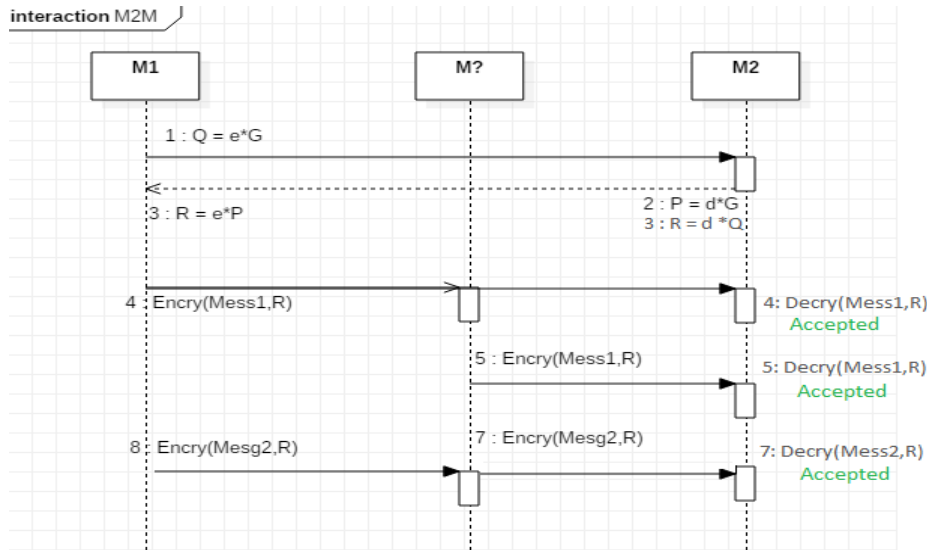 interaction M2M
M1
M?
M2
1 : Q = e*G
2 : P = d*G
3 : R = e*P
3 : R = d *Q
4 : Encry(Mess1,R)
4: Decry(Mess1,R)
Accepted
5 : Encry(Mess1,R)
5: Decry(Mess1,R)
Accepted
8 : Encry(Mesg2,R)
7 : Encry(Mesg2,R)
7: Decry(Mess2,R)
Accepted